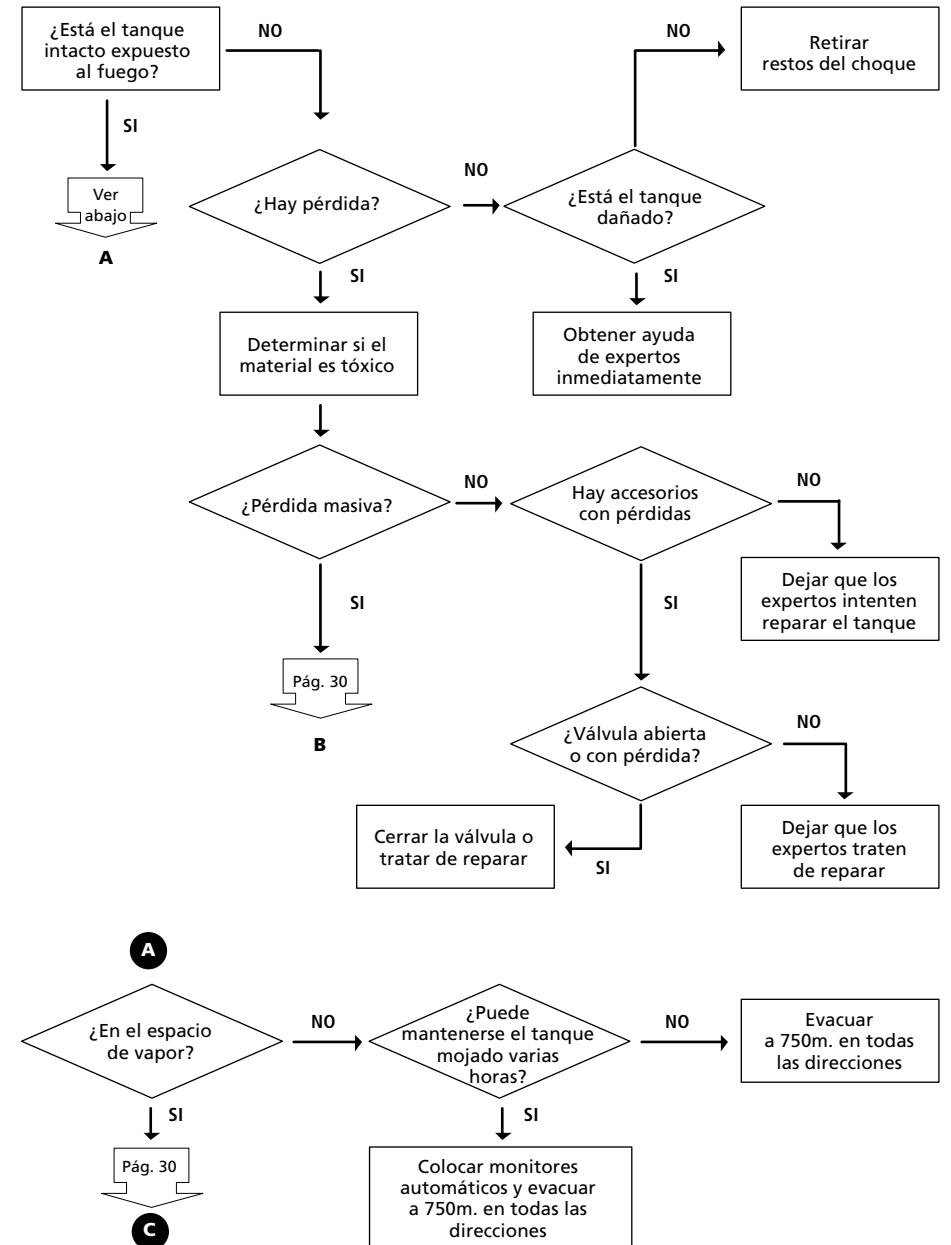 ¿Está el tanque
intacto expuesto
al fuego?
NO
SI
Ver
abajo
A
¿Hay pérdida?
NO
¿Está el tanque
dañado?
NO
Retirar
restos del choque
SI
Obtener ayuda
de expertos
inmediatamente
SI
Determinar si el
material es tóxico
¿Pérdida masiva?
NO
Hay accesorios
con pérdidas
NO
Dejar que los
expertos intenten
reparar el tanque
SI
Pág. 30
B
SI
¿Válvula abierta
o con pérdida?
NO
Dejar que los
expertos traten
de reparar
SI
Cerrar la válvula o
tratar de reparar
A
¿En el espacio
de vapor?
NO
¿Puede
mantenerse el tanque
mojado varias
horas?
NO
Evacuar
a 750m. en todas
las direcciones
SI
Pág. 30
C
SI
Colocar monitores
automáticos y evacuar
a 750m. en todas las
direcciones